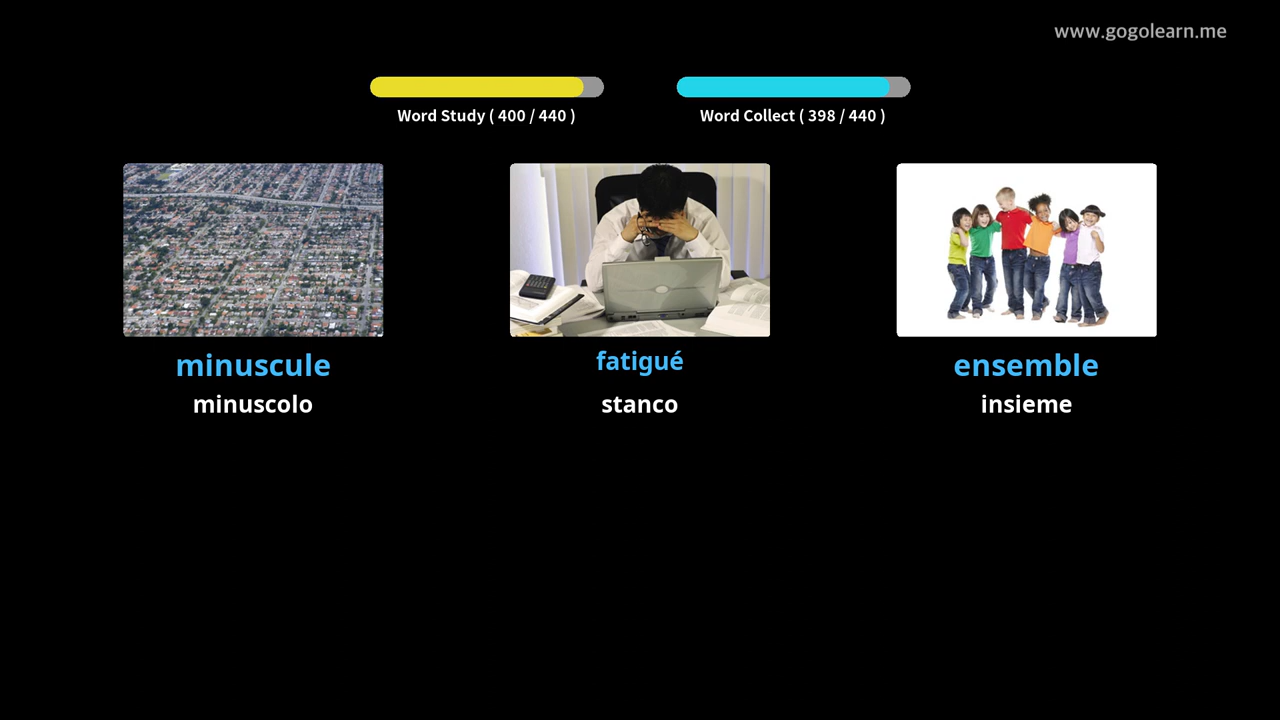 www.gogolearn.me
Word Study ( 400 / 440 )
Word Collect ( 398 / 440 )
minuscule
fatigué
ensemble
minuscolo
stanco
insieme